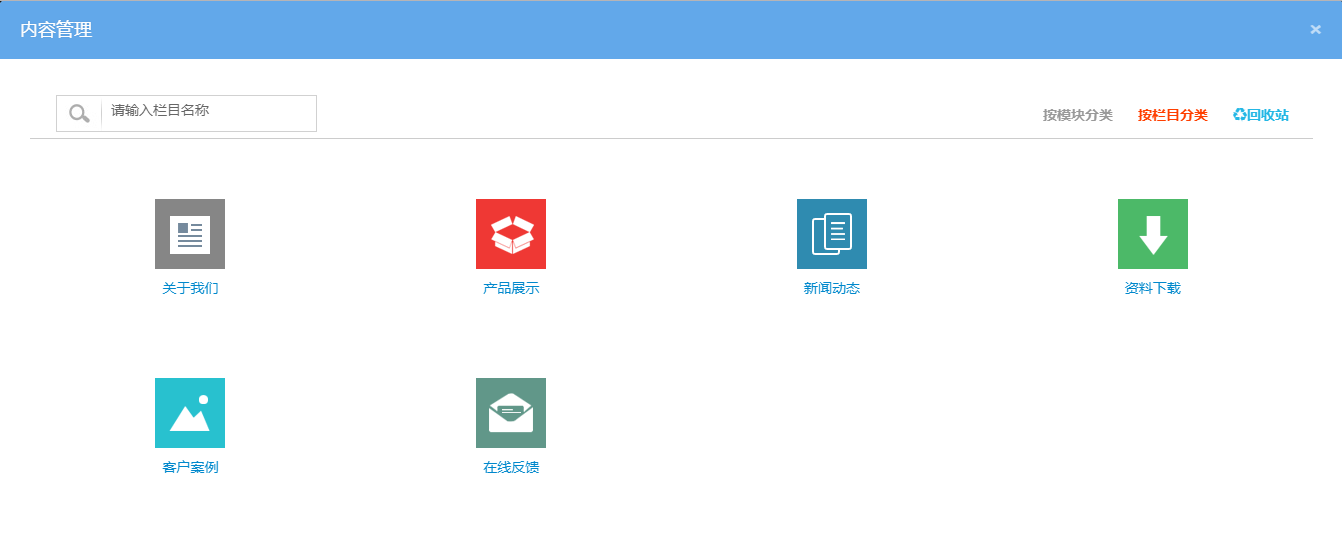 内容管理
请输入栏目名称
按模块分类 按栏目分类 回收站
关于我们 产品展示 新闻动态 资料下载
客户案例 在线反馈